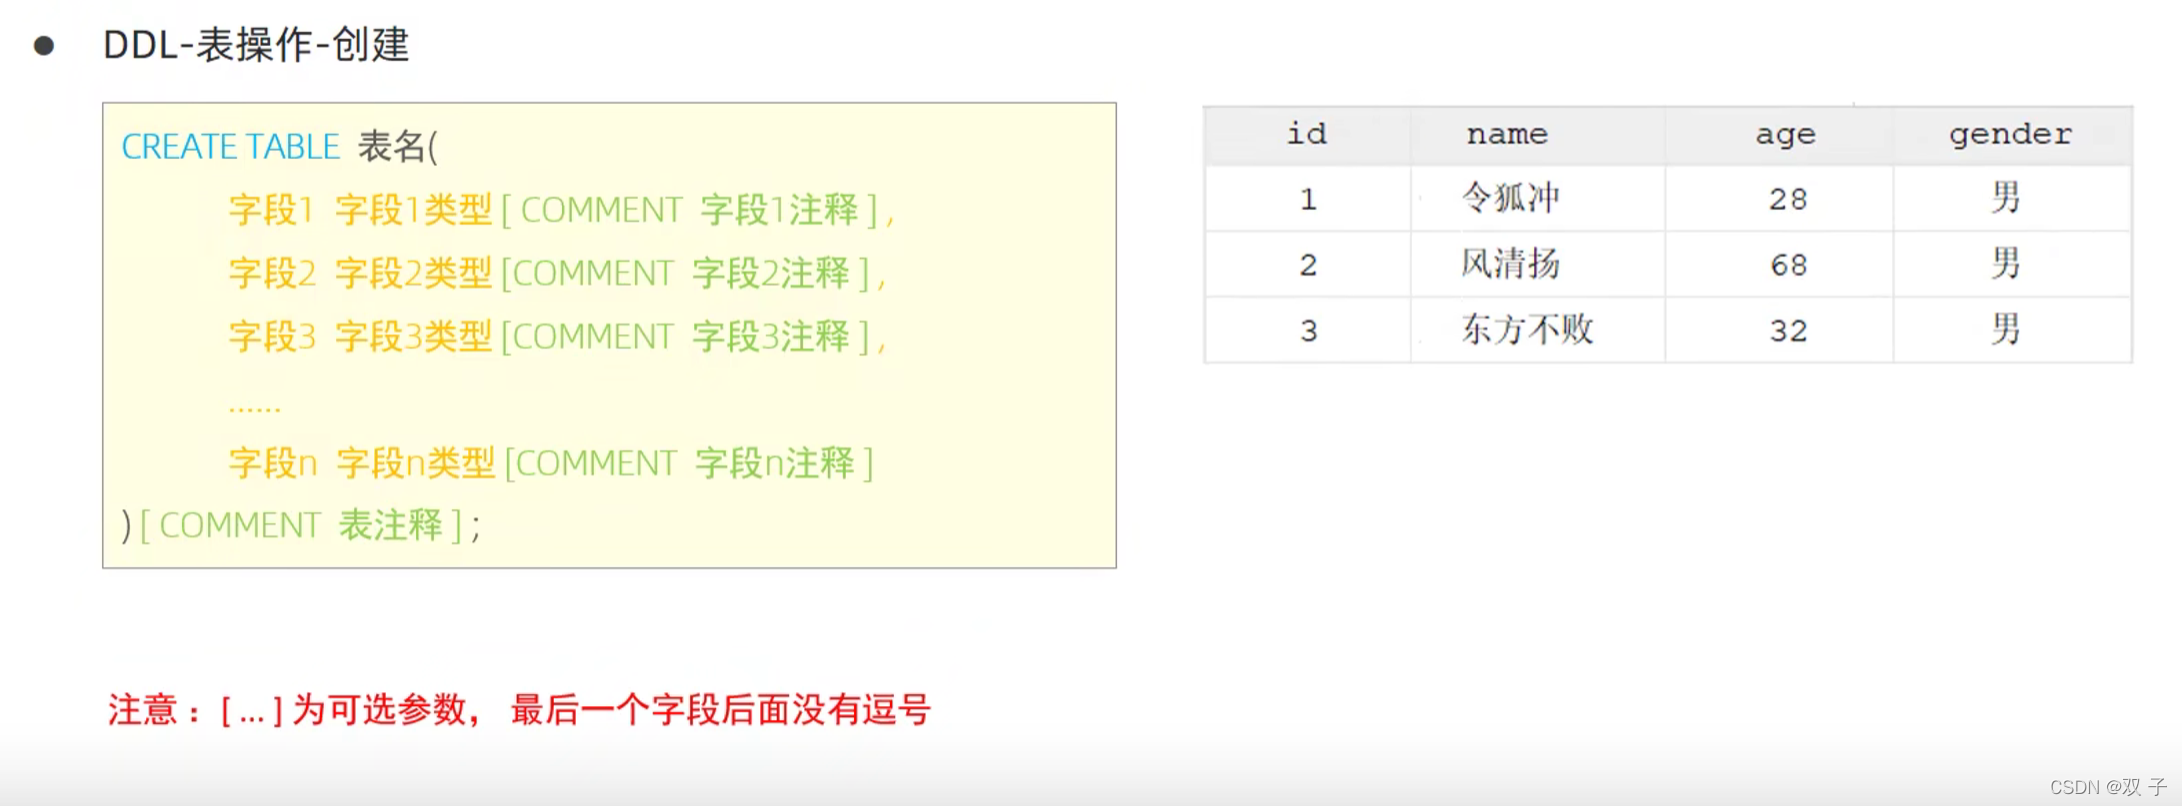 ● DDL-表操作-创建
CREATE TABLE 表名(
字段1 字段1类型[ COMMENT 字段1注释 ] ,
字段2 字段2类型[COMMENT 字段2注释 ] ,
字段3 字段3类型[COMMENT 字段3注释 ] ,
......
字段n 字段n类型[COMMENT 字段n注释 ]
)[ COMMENT 表注释 ] ;
id name age gender
1 令狐冲 28 男
2 风清扬 68 男
3 东方不败 32 男
注意：[ ... ] 为可选参数， 最后一个字段后面没有逗号
CSDN @双 子